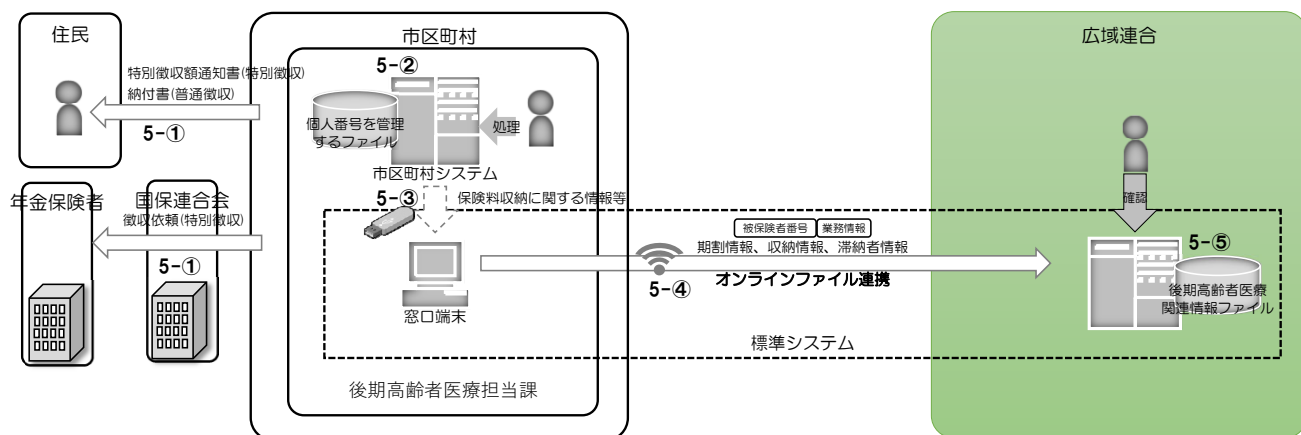 住民
特別徴収額通知書(特別徴収)
納付書(普通徴収)
5-①
年金保険者
国保連合会
徴収依頼(特別徴収)
5-①
市区町村
5-②
個人番号を管理
するファイル
処理
市区町村システム
5-③
保険料収納に関する情報等
窓口端末
後期高齢者医療担当課
被保険者番号 業務情報
期割情報、収納情報、滞納者情報
5-④
オンラインファイル連携
標準システム
広域連合
確認
5-⑤
後期高齢者医療
関連情報ファイル